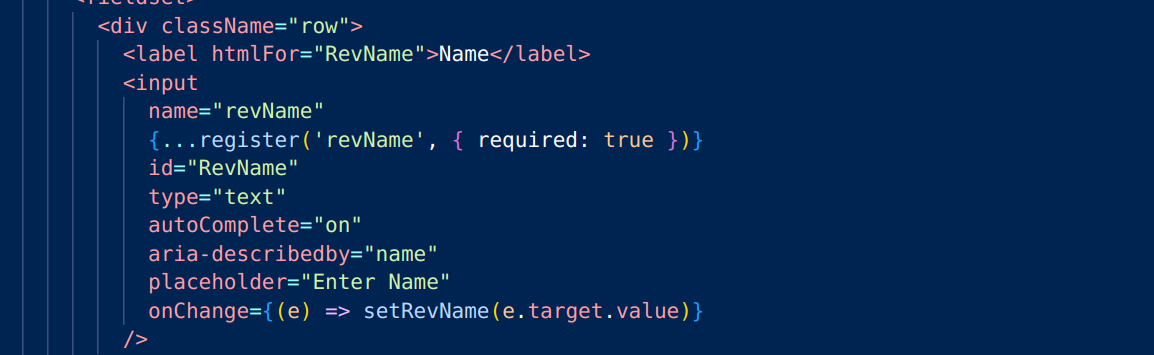 <fieldset>
<div className="row">
<label htmlFor="RevName">Name</label>
<input
name="revName"
{...register('revName', { required: true })}
id="RevName"
type="text"
autoComplete="on"
aria-describedby="name"
placeholder="Enter Name"
onChange={(e) => setRevName(e.target.value)}
/>